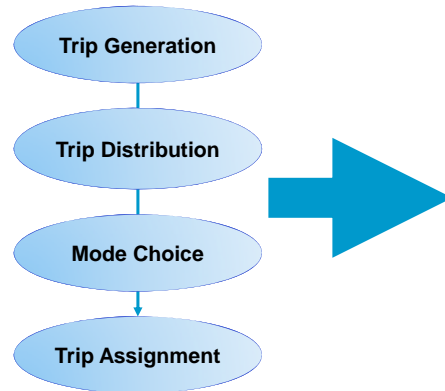 Trip Generation
Trip Distribution
Mode Choice
Trip Assignment